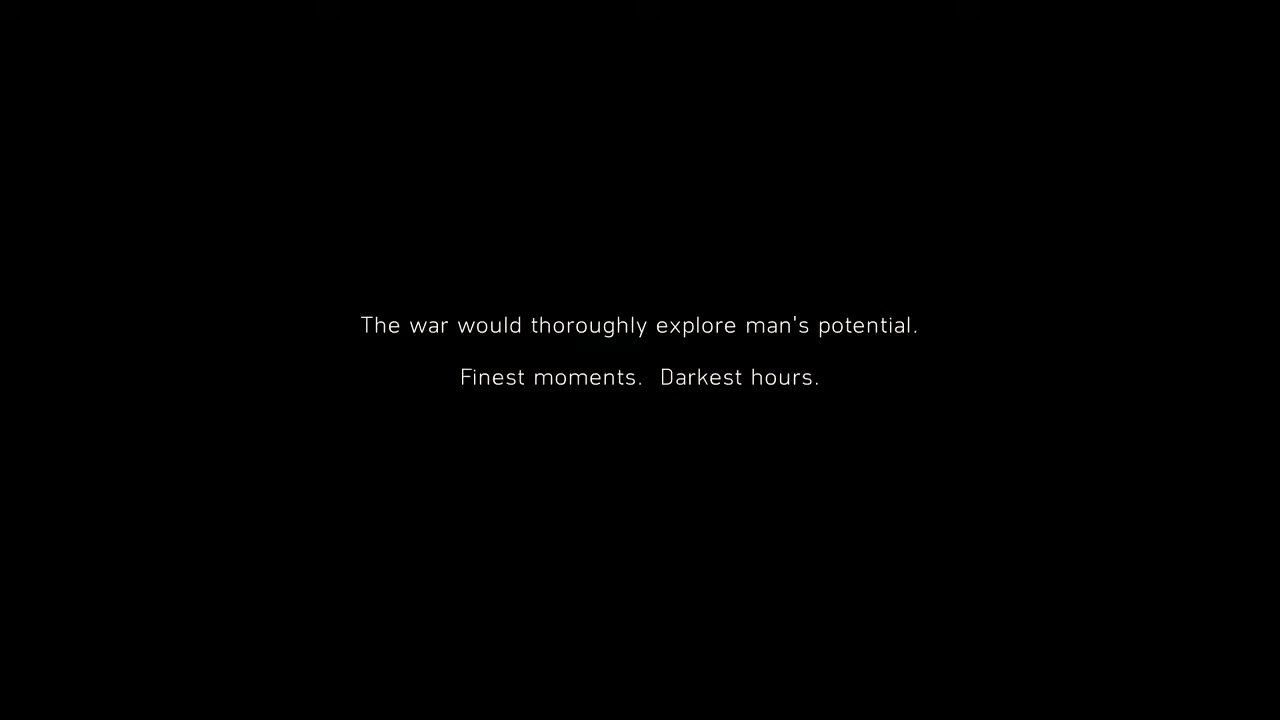 The war would thoroughly explore man's potential.
Finest moments.  Darkest hours.